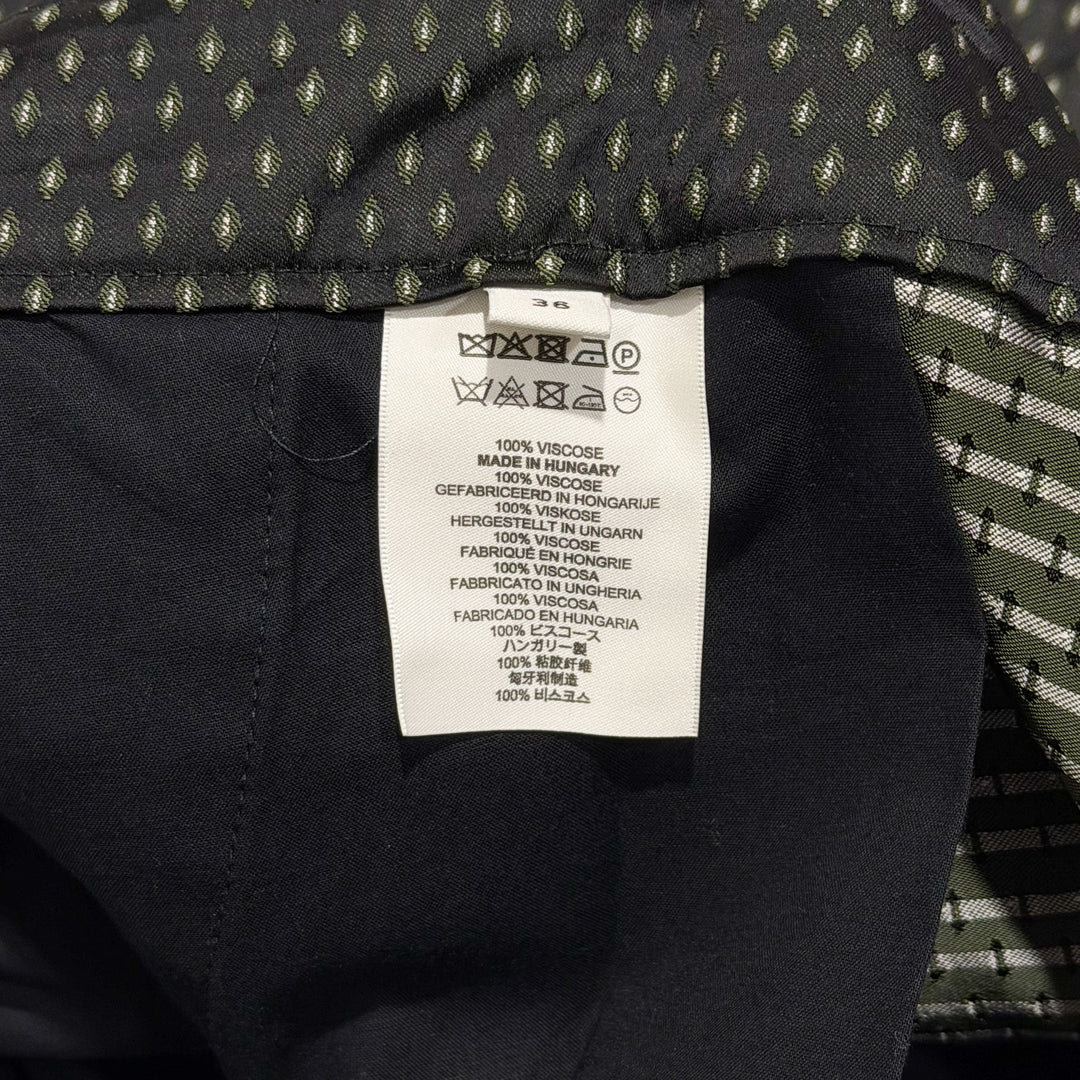 36
P
100% VISCOSE
MADE IN HUNGARY
100% VISCOSE
GEFABRICEERD IN HONGARIJE
100% VISKOSE
HERGESTELLT IN UNGARN
100% VISCOSE
FABRIQUÉ EN HONGRIE
100% VISCOSA
FABBRICATO IN UNGHERIA
100% VISCOSA
FABRICADO EN HUNGARIA
100% ビスコース
ハンガリー製
100% 粘胶纤维
匈牙利制造
100% 비스코스